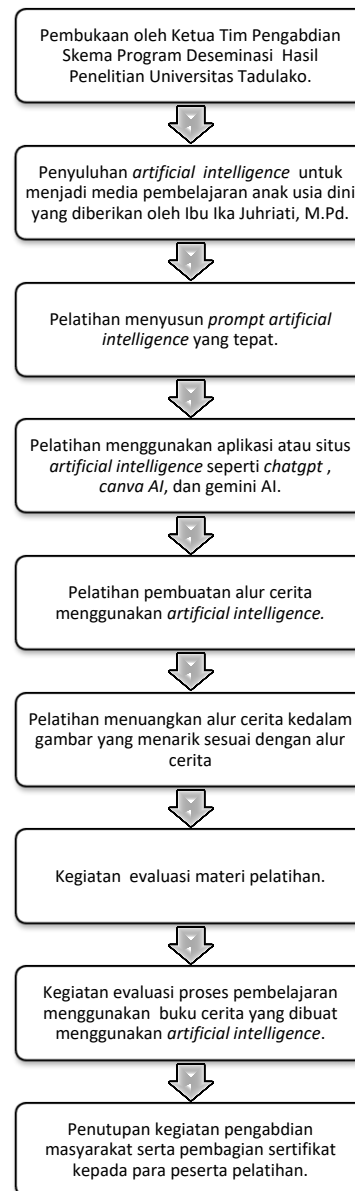 Pembukaan oleh Ketua Tim Pengabdian
Skema Program Deseminasi Hasil
Penelitian Universitas Tadulako.
Penyuluhan artificial intelligence untuk
menjadi media pembelajaran anak usia dini
yang diberikan oleh Ibu Ika Juhriati, M.Pd.
Pelatihan menyusun prompt artificial
intelligence yang tepat.
Pelatihan menggunakan aplikasi atau situs
artificial intelligence seperti chatgpt ,
canva AI, dan gemini AI.
Pelatihan pembuatan alur cerita
menggunakan artificial intelligence.
Pelatihan menuangkan alur cerita kedalam
gambar yang menarik sesuai dengan alur
cerita
Kegiatan evaluasi materi pelatihan.
Kegiatan evaluasi proses pembelajaran
menggunakan buku cerita yang dibuat
menggunakan artificial intelligence.
Penutupan kegiatan pengabdian
masyarakat serta pembagian sertifikat
kepada para peserta pelatihan.